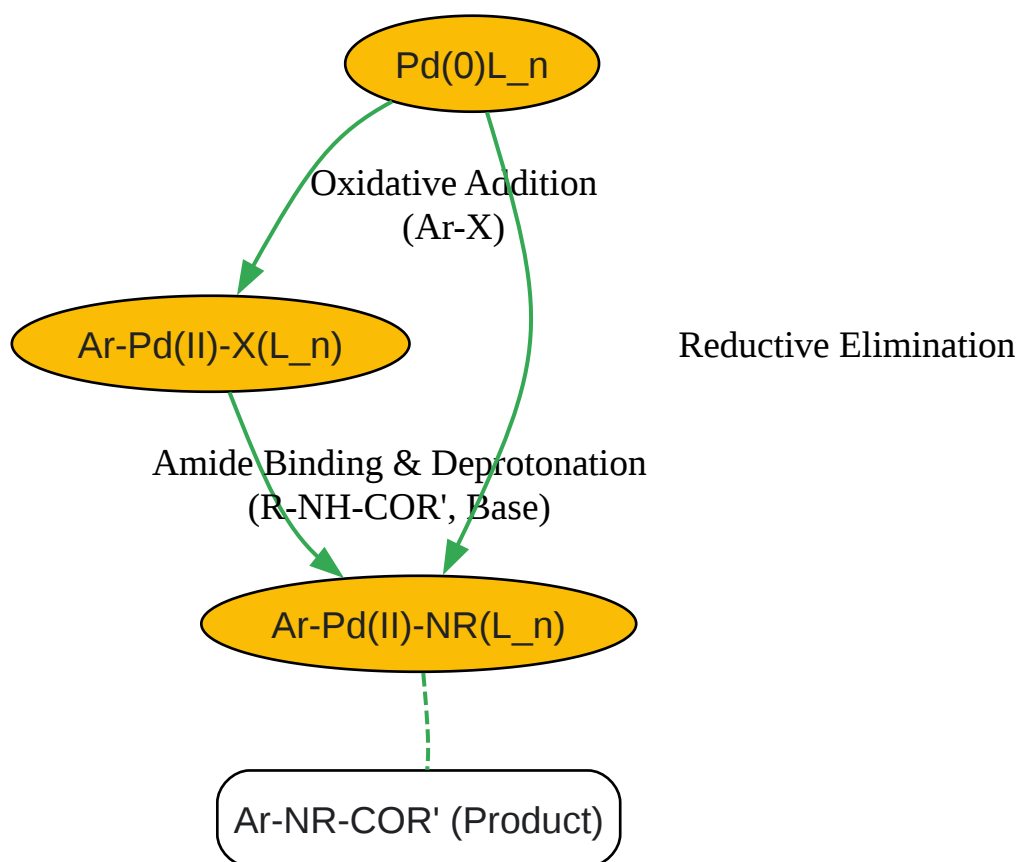 Pd(0)L_n
Oxidative Addition
(Ar-X)
Ar-Pd(II)-X(L_n)
Reductive Elimination
Amide Binding & Deprotonation
(R-NH-COR', Base)
Ar-Pd(II)-NR(L_n)
Ar-NR-COR' (Product)